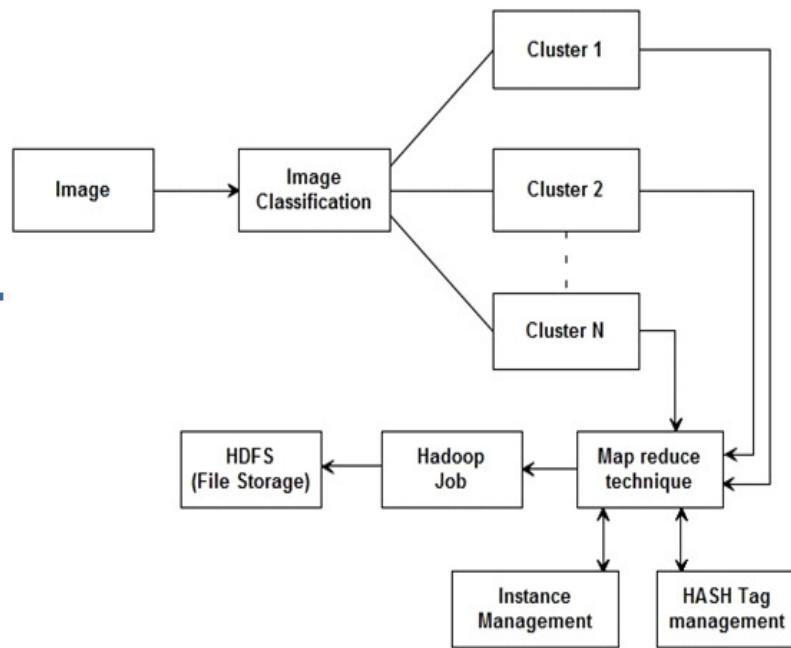 Cluster 1
Image
Image
Classification
Cluster 2
Cluster N
HDFS
(File Storage)
Hadoop
Job
Map reduce
technique
Instance
Management
HASH Tag
management